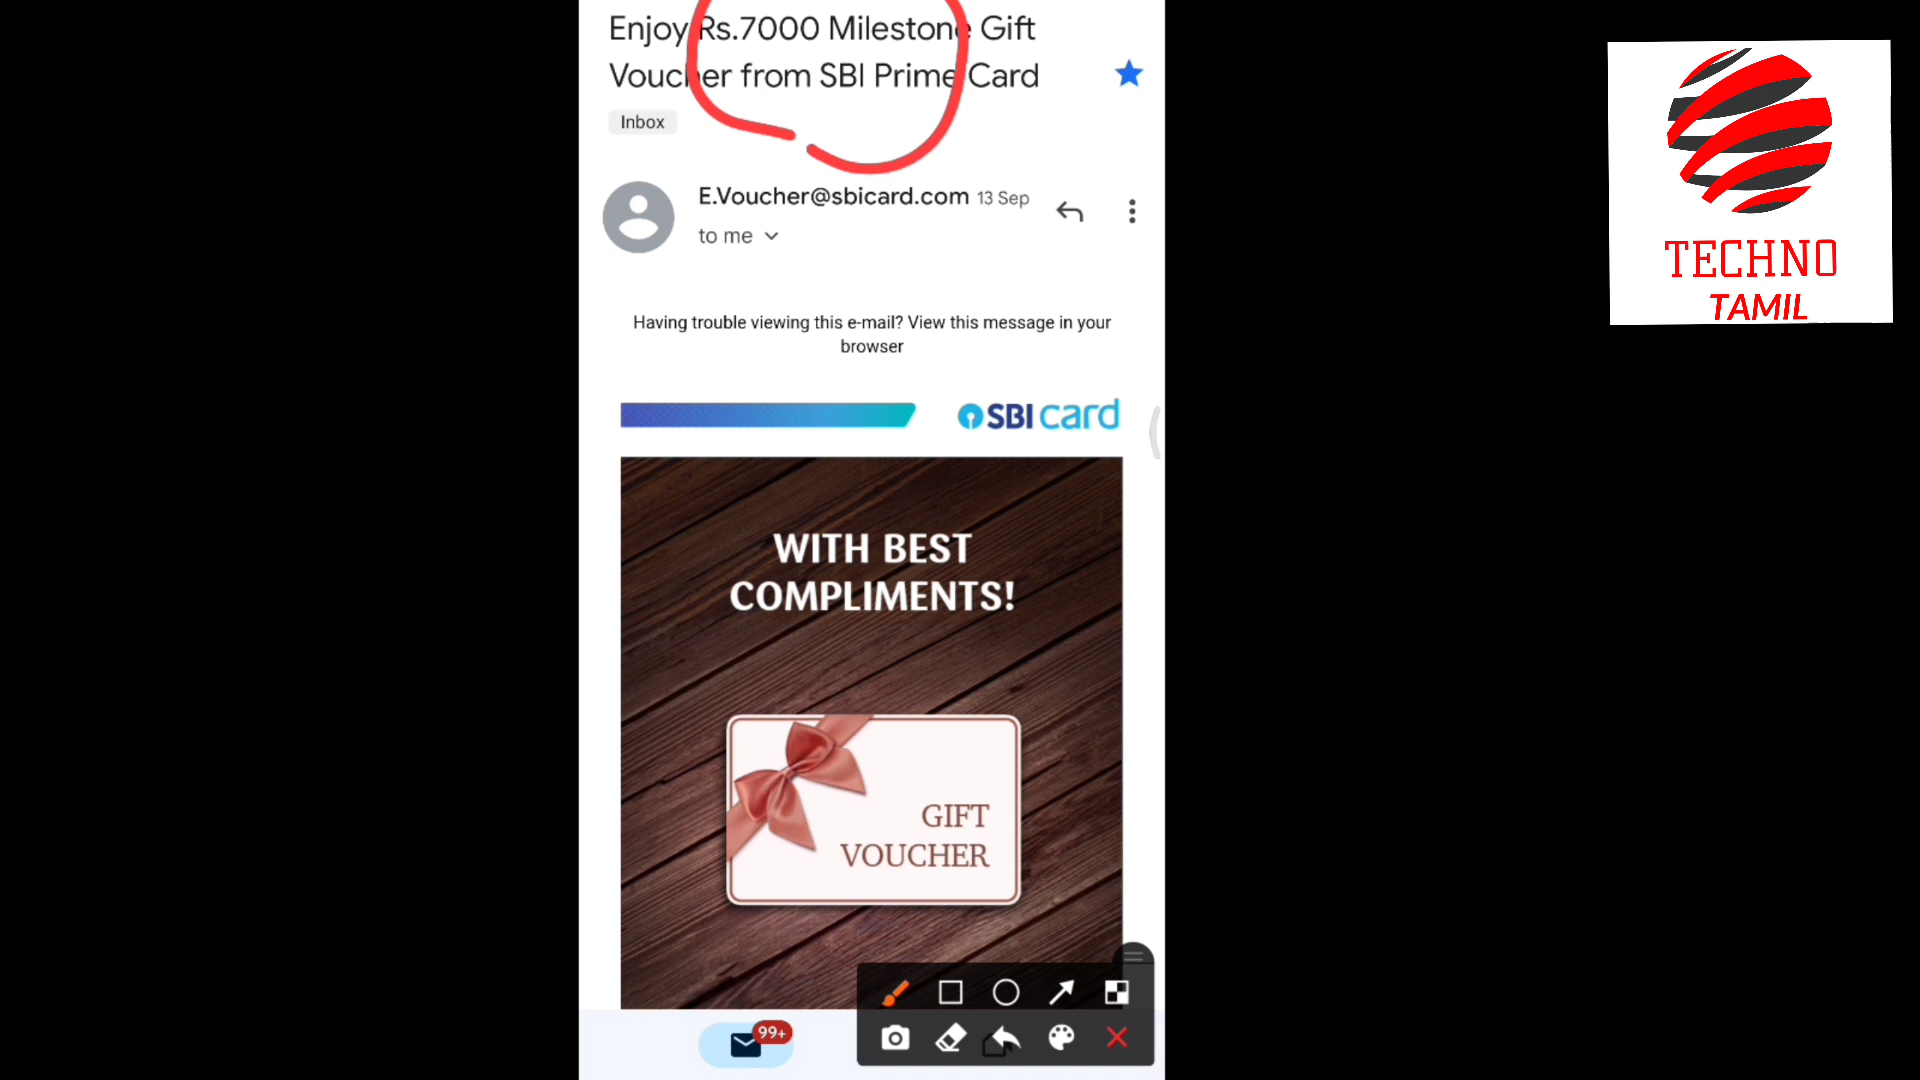 Enjoy Rs.7000 Milestone Gift
Voucher from SBI Prime Card
Inbox
E.Voucher@sbicard.com 13 Sep
to me
Having trouble viewing this e-mail? View this message in your
browser
SBI card
WITH BEST
COMPLIMENTS!
GIFT
VOUCHER
99+
TECHNO
TAMIL